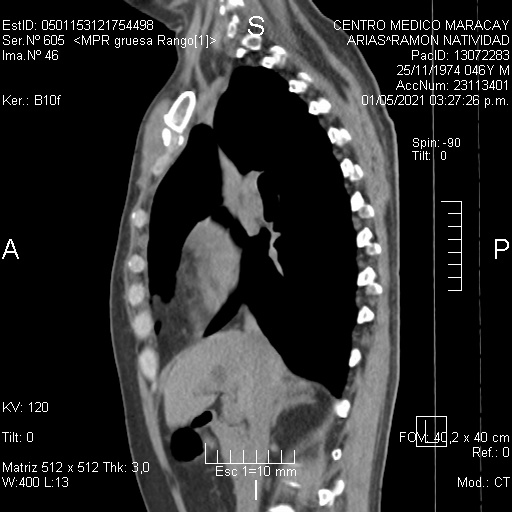 EstID: 0501153121754498
Ser.Nº 605 <MPR gruesa Rango[1]>
Ima.Nº 46
Ker.: B10f
S
CENTRO MEDICO MARACAY
ARIAS^RAMON NATIVIDAD
PacID: 13072283
25/11/1974 046Y M
AccNum: 23113401
01/05/2021 03:27:26 p.m.
Spin: -90
Tilt: 0
A
P
KV: 120
Tilt: 0
Matriz 512 x 512 Thk: 3,0
W:400 L:13
Esc 1=10 mm
I
FOM: 40,2 x 40 cm
Ref.: 0
Mod.: CT